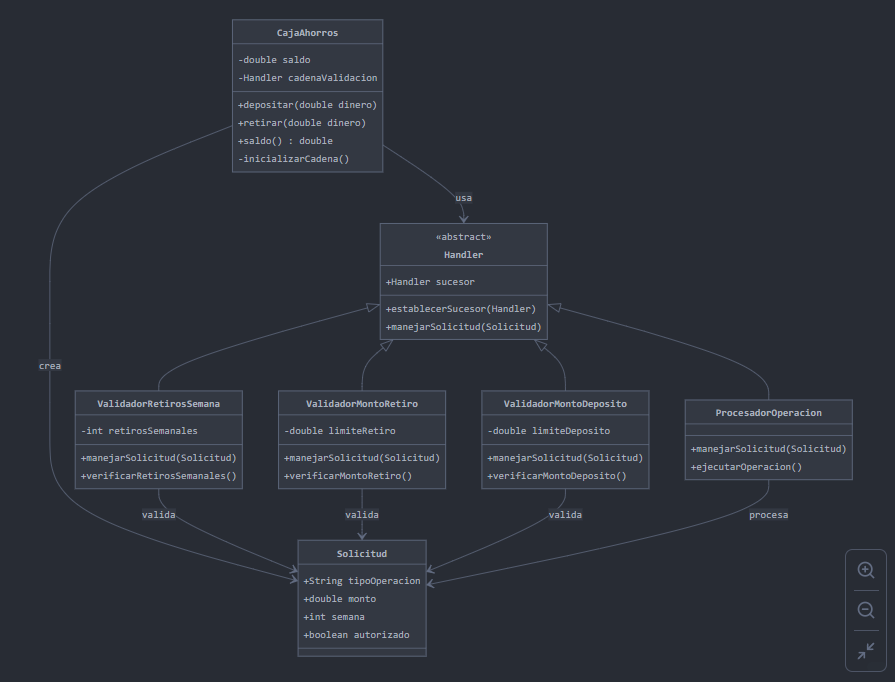 CajaAhorros
-double saldo
-Handler cadenaValidacion
+depositar(double dinero)
+retirar(double dinero)
+saldo() : double
-inicializarCadena()
usa
«abstract»
Handler
+Handler sucesor
+establecerSucesor(Handler)
+manejarSolicitud(Solicitud)
crea
ValidadorRetirosSemana
-int retirosSemanales
+manejarSolicitud(Solicitud)
+verificarRetirosSemanales()
ValidadorMontoRetiro
-double limiteRetiro
+manejarSolicitud(Solicitud)
+verificarMontoRetiro()
ValidadorMontoDeposito
-double limiteDeposito
+manejarSolicitud(Solicitud)
+verificarMontoDeposito()
ProcesadorOperacion
+manejarSolicitud(Solicitud)
+ejecutarOperacion()
valida
valida
valida
procesa
Solicitud
+String tipoOperacion
+double monto
+int semana
+boolean autorizado